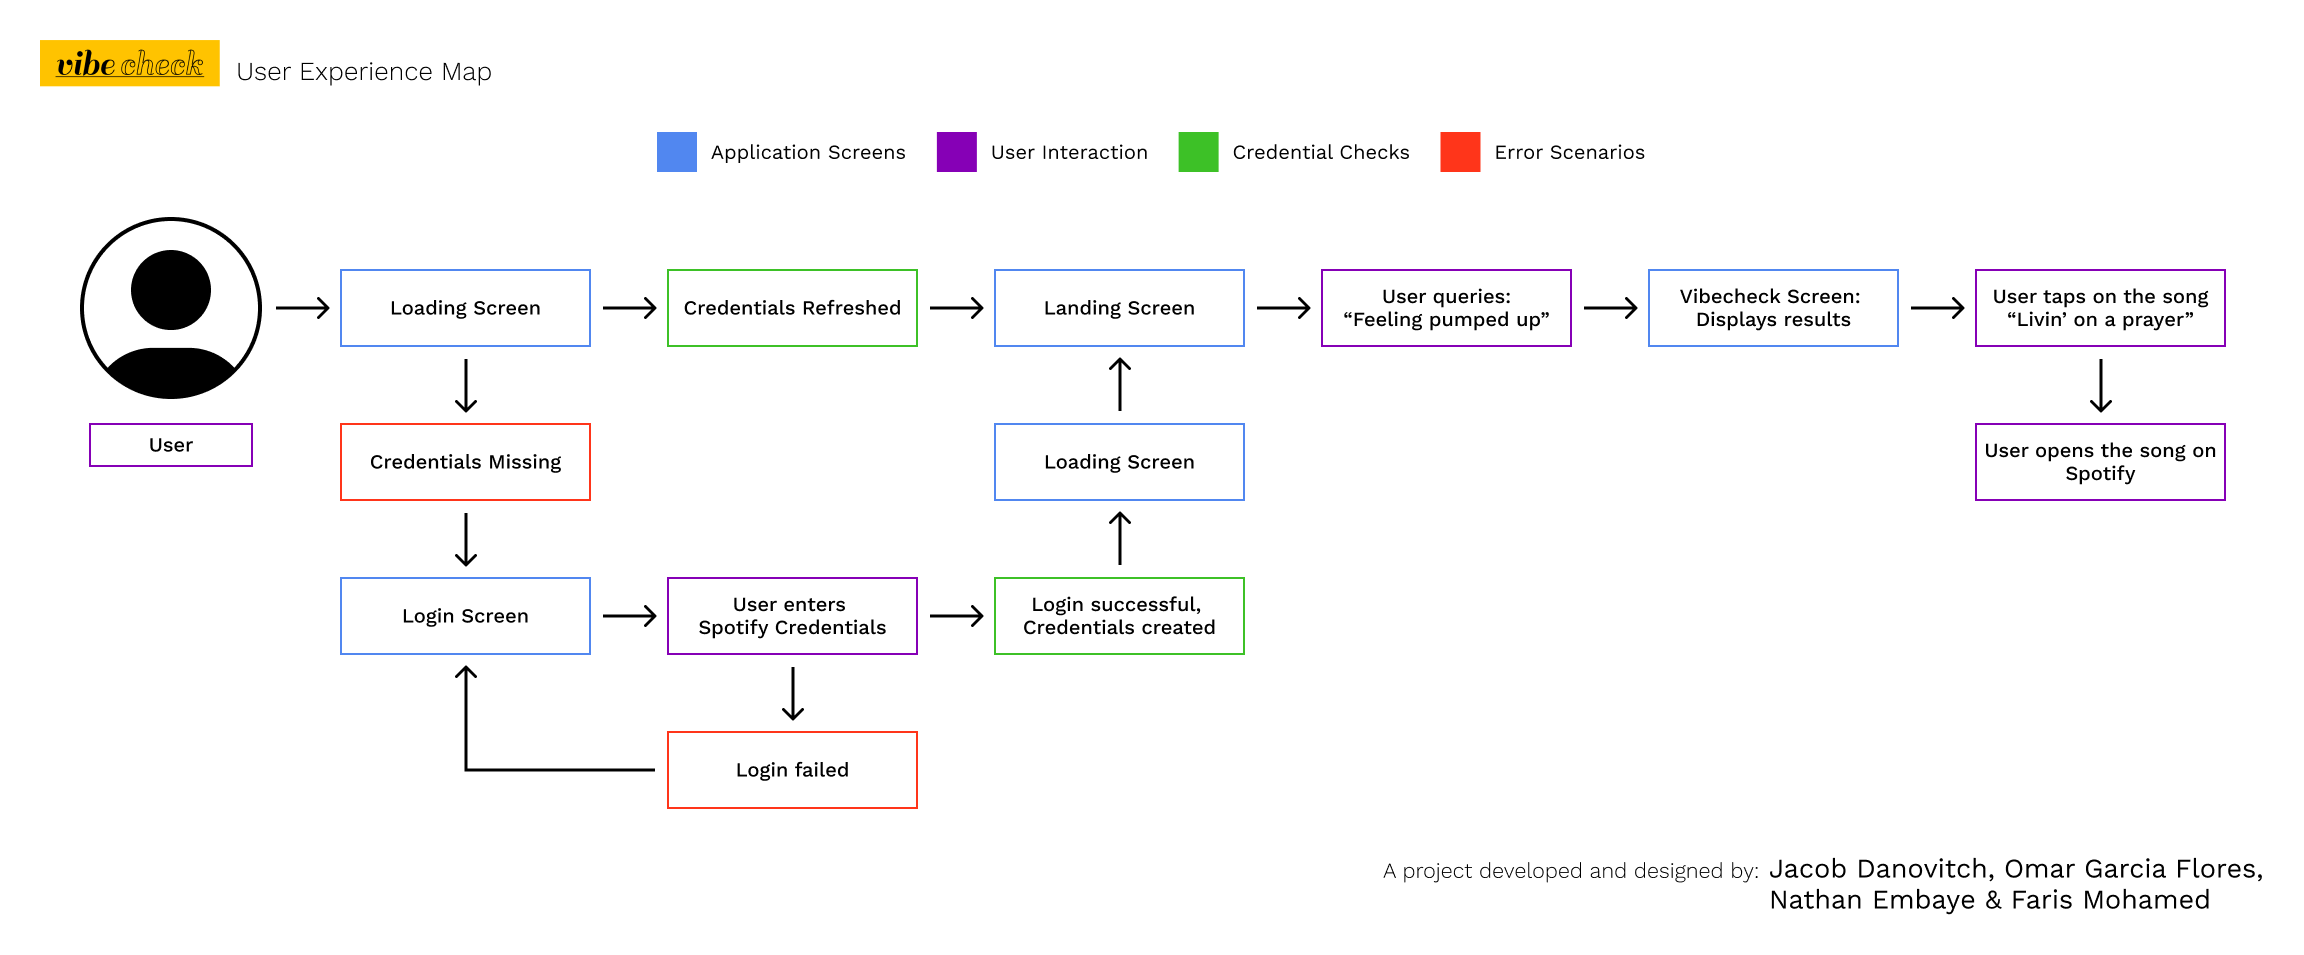 vibe check
User Experience Map
Application Screens
User Interaction
Credential Checks
Error Scenarios
Loading Screen
Credentials Refreshed
Landing Screen
User queries:
“Feeling pumped up”
Vibecheck Screen:
Displays results
User taps on the song
“Livin’ on a prayer”
User
Credentials Missing
Loading Screen
User opens the song on
Spotify
Login Screen
User enters
Spotify Credentials
Login successful,
Credentials created
Login failed
A project developed and designed by: Jacob Danovitch, Omar Garcia Flores,
Nathan Embaye & Faris Mohamed